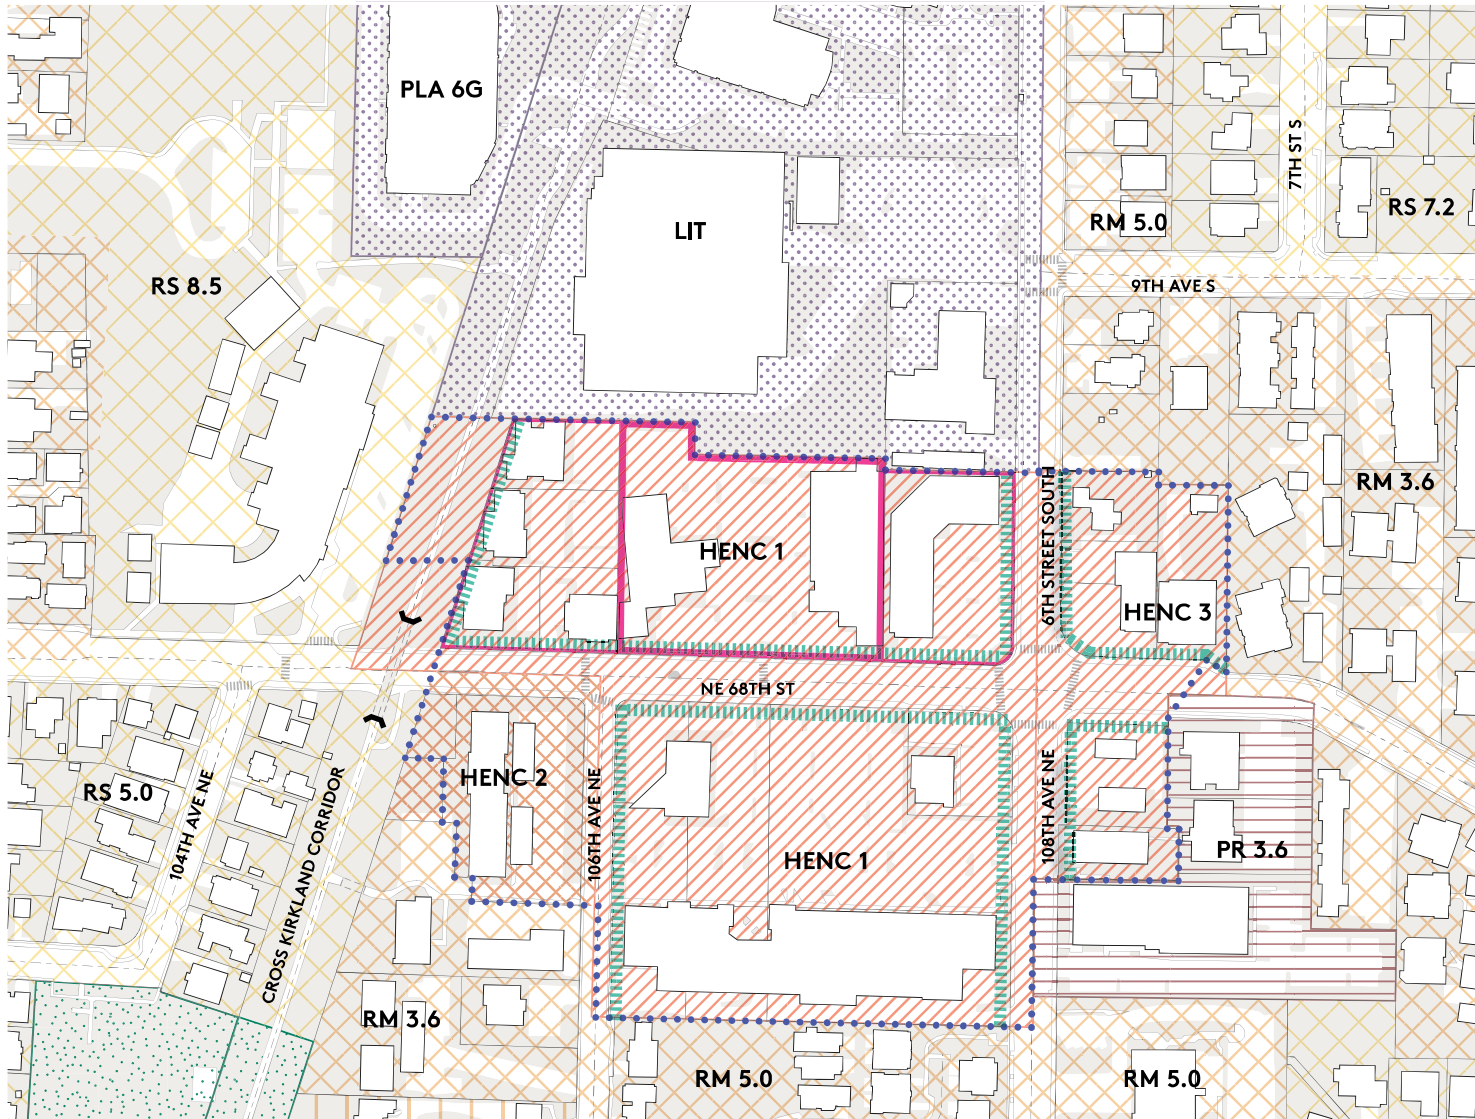 PLA 6G
7TH ST S
RS 7.2
RM 5.0
LIT
RS 8.5
9TH AVE S
RM 3.6
6TH STREET SOUTH
HENC 1
HENC 3
NE 68TH ST
HENC 2
RS 5.0
104TH AVE NE
CROSS KIRKLAND CORRIDOR
106TH AVE NE
108TH AVE NE
HENC 1
PR 3.6
RM 3.6
RM 5.0
RM 5.0